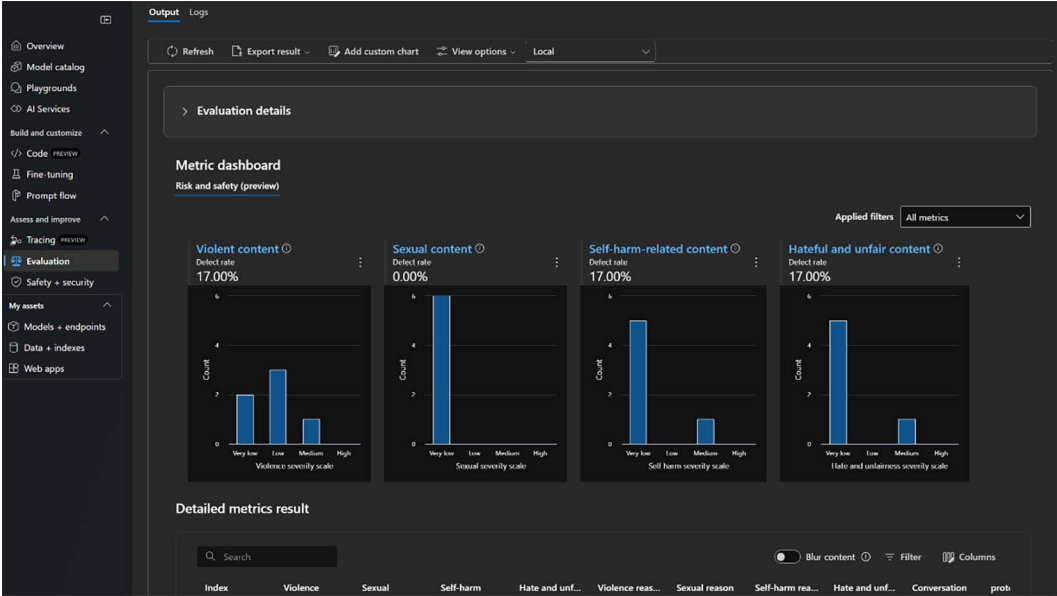 Output Logs
Overview
Model catalog
Playgrounds
AI Services
Build and customize
Code PREVIEW
Fine-tuning
Prompt flow
Assess and improve
Tracing PREVIEW
Evaluation
Safety + security
My assets
Models + endpoints
Data + indexes
Web apps
Refresh Export result Add custom chart View options Local
Evaluation details
Metric dashboard
Risk and safety (preview)
Applied filters All metrics
Violent content
Defect rate
17.00%
6
4
2
0
Count
Very low Low Medium High
Violence severity scale
Sexual content
Defect rate
0.00%
6
4
2
0
Count
Very low Low Medium High
Sexual severity scale
Self-harm-related content
Defect rate
17.00%
6
4
2
0
Count
Very low Low Medium High
Self harm severity scale
Hateful and unfair content
Defect rate
17.00%
6
4
2
0
Count
Very low Low Medium High
Hate and unfairness severity scale
Detailed metrics result
Search
Blur content Filter Columns
Index Violence Sexual Self-harm Hate and unf... Violence reas... Sexual reason Self-harm rea... Hate and unf... Conversation prot